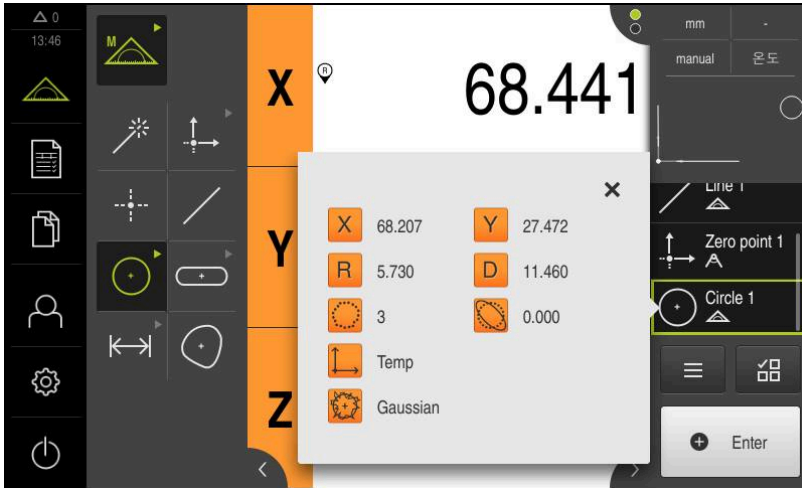 0
13:46
M
X
R
68.441
mm
-
manual
온도
X
68.207
Y
27.472
R
5.730
D
11.460
3
0.000
Temp
Gaussian
Y
Z
Line 1
Zero point 1
Circle 1
Enter